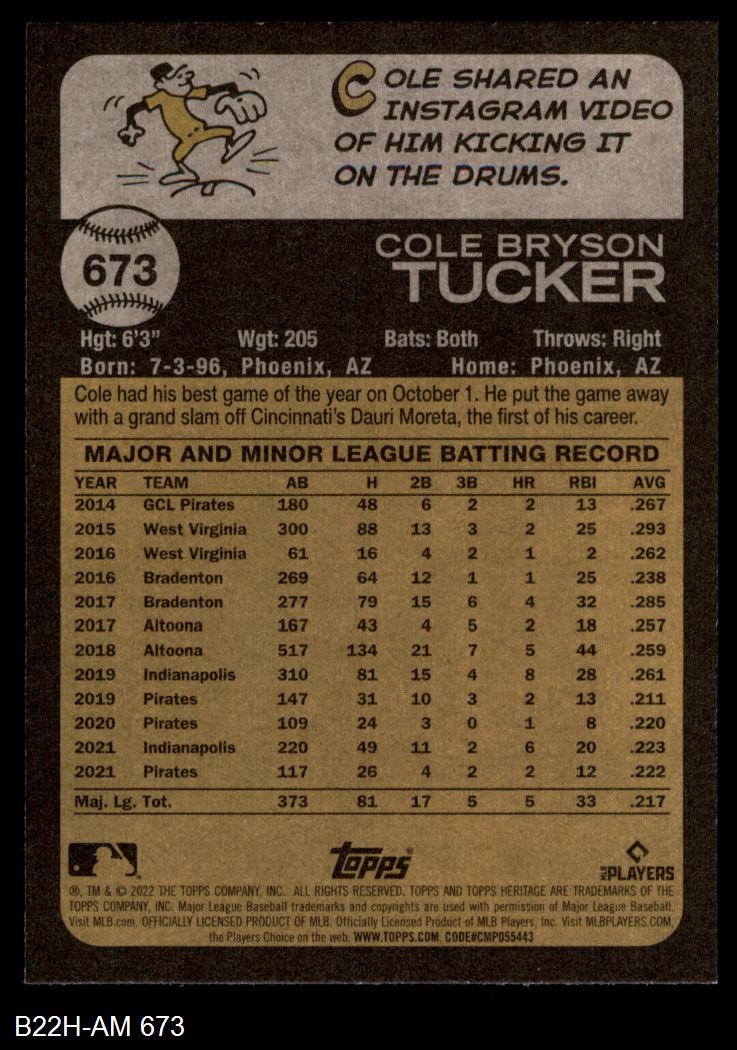 COLE SHARED AN
INSTAGRAM VIDEO
OF HIM KICKING IT
ON THE DRUMS.
673
COLE BRYSON
TUCKER
Hgt: 6'3" Wgt: 205 Bats: Both Throws: Right
Born: 7-3-96, Phoenix, AZ Home: Phoenix, AZ
Cole had his best game of the year on October 1. He put the game away
with a grand slam off Cincinnati's Dauri Moreta, the first of his career.
MAJOR AND MINOR LEAGUE BATTING RECORD
YEAR TEAM AB H 2B 3B HR RBI AVG
2014 GCL Pirates 180 48 6 2 2 13 .267
2015 West Virginia 300 88 13 3 2 25 .293
2016 West Virginia 61 16 4 2 1 2 .262
2016 Bradenton 269 64 12 1 1 25 .238
2017 Bradenton 277 79 15 6 4 32 .285
2017 Altoona 167 43 4 5 2 18 .257
2018 Altoona 517 134 21 7 5 44 .259
2019 Indianapolis 310 81 15 4 8 28 .261
2019 Pirates 147 31 10 3 2 13 .211
2020 Pirates 109 24 3 0 1 8 .220
2021 Indianapolis 220 49 11 2 6 20 .223
2021 Pirates 117 26 4 2 2 12 .222
Maj. Lg. Tot. 373 81 17 5 5 33 .217
Topps® MLB PLAYERS
®, TM & © 2022 THE TOPPS COMPANY, INC. ALL RIGHTS RESERVED. TOPPS AND TOPPS HERITAGE ARE TRADEMARKS OF THE
TOPPS COMPANY, INC. Major League Baseball trademarks and copyrights are used with permission of Major League Baseball.
Visit MLB.com. OFFICIALLY LICENSED PRODUCT OF MLB. Officially Licensed Product of MLB Players, Inc. Visit MLBPLAYERS.COM,
the Players Choice on the web. WWW.TOPPS.COM. CODE#CMP055443
B22H-AM 673